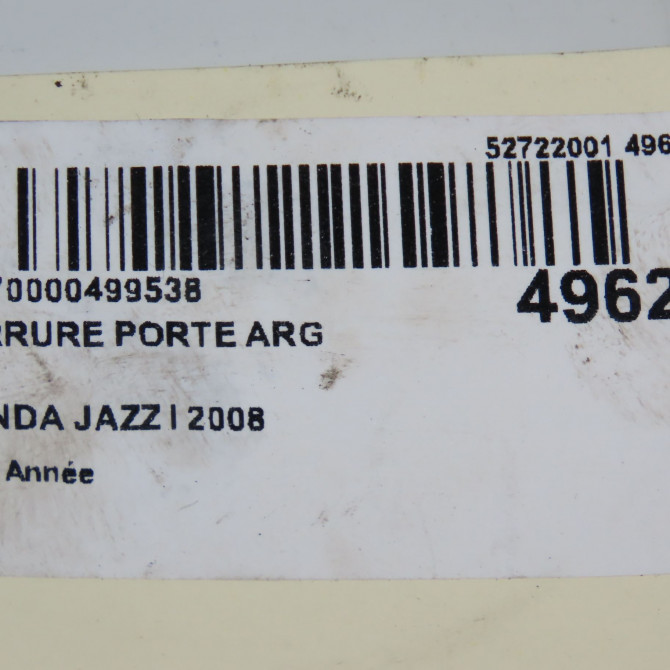 52722001 496
70000499538
4962
RRURE PORTE ARG
NDA JAZZ I 2008
Année